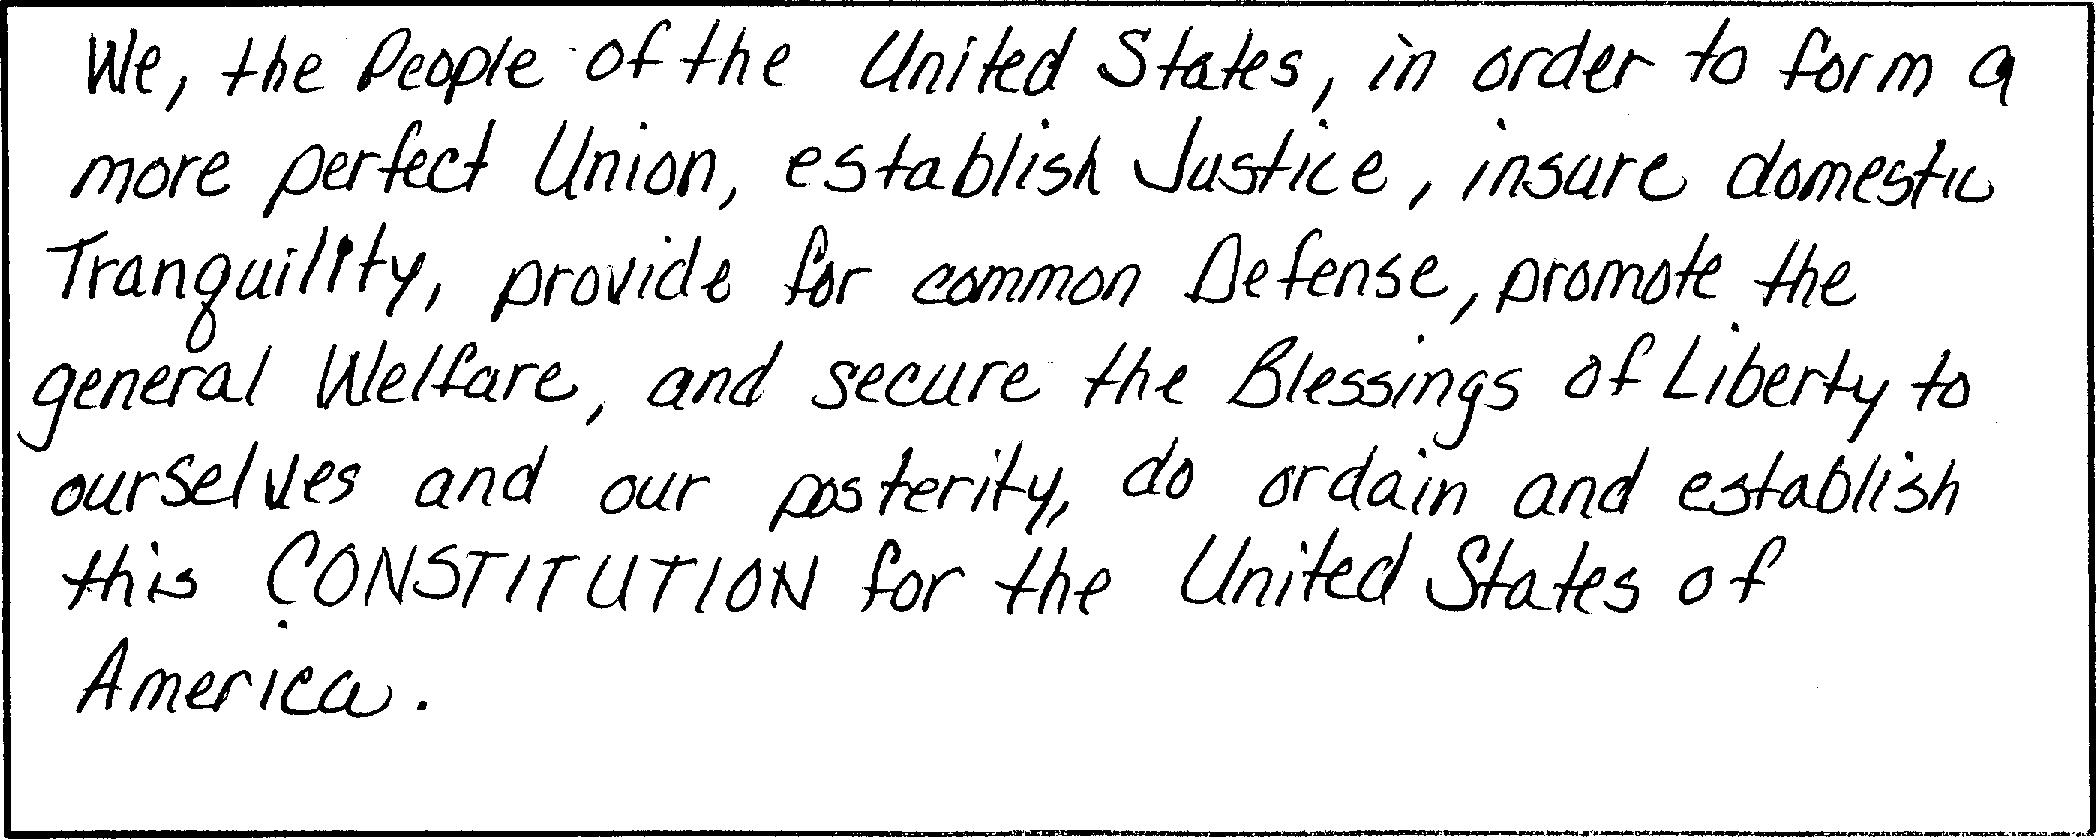 We, the People of the United States, in order to form a
more perfect Union, establish Justice, insure domestic
Tranquility, provide for common Defense, promote the
general Welfare, and secure the Blessings of Liberty to
ourselves and our posterity, do ordain and establish
this CONSTITUTION for the United States of
America.